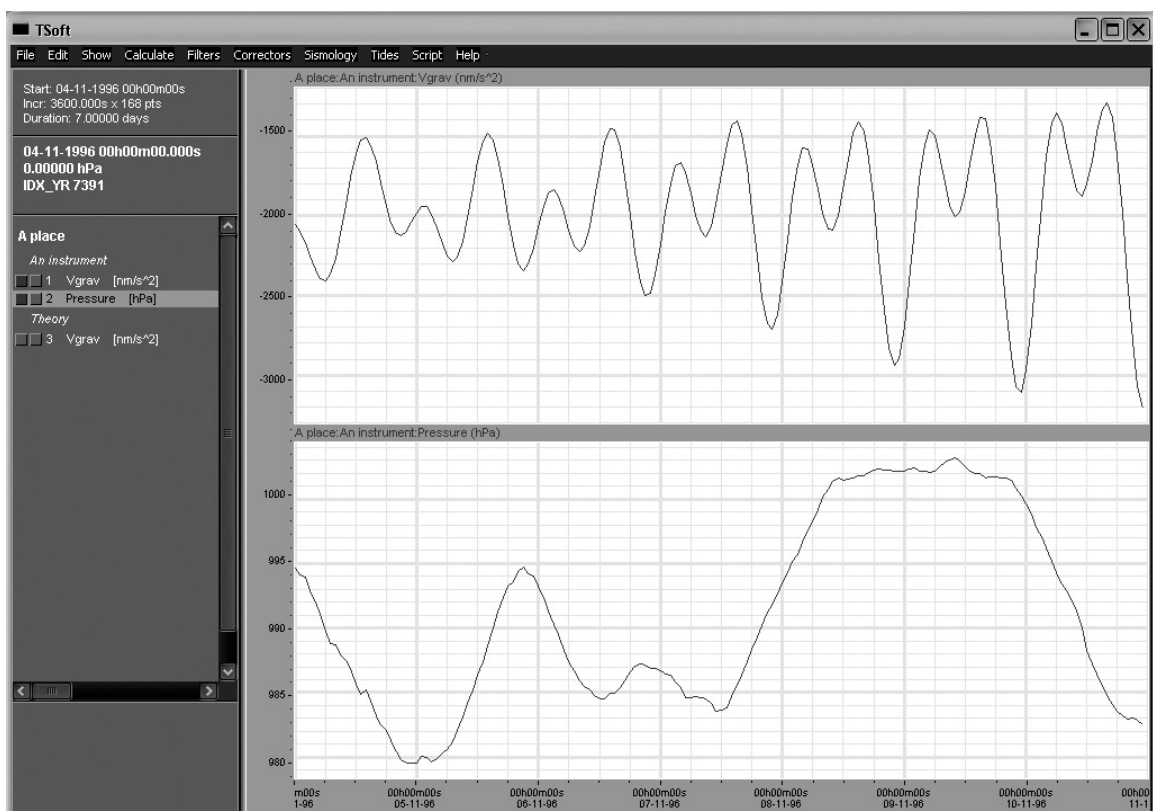 TSoft
File Edit Show Calculate Filters Correctors Sismology Tides Script Help
Start: 04-11-1996 00h00m00s
Incr: 3600.000s x 168 pts
Duration: 7.00000 days
04-11-1996 00h00m00.000s
0.00000 hPa
IDX_YR 7391
A place
An instrument
1 Vgrav [nm/s^2]
2 Pressure [hPa]
Theory
3 Vgrav [nm/s^2]
A place:An instrument:Vgrav (nm/s^2)
-1500
-2000
-2500
-3000
A place:An instrument:Pressure (hPa)
1000
995
990
985
980
m00s 00h00m00s 00h00m00s 00h00m00s 00h00m00s 00h00m00s 00h00m00s 00h00
1-96 05-11-96 06-11-96 07-11-96 08-11-96 09-11-96 10-11-96 11-1